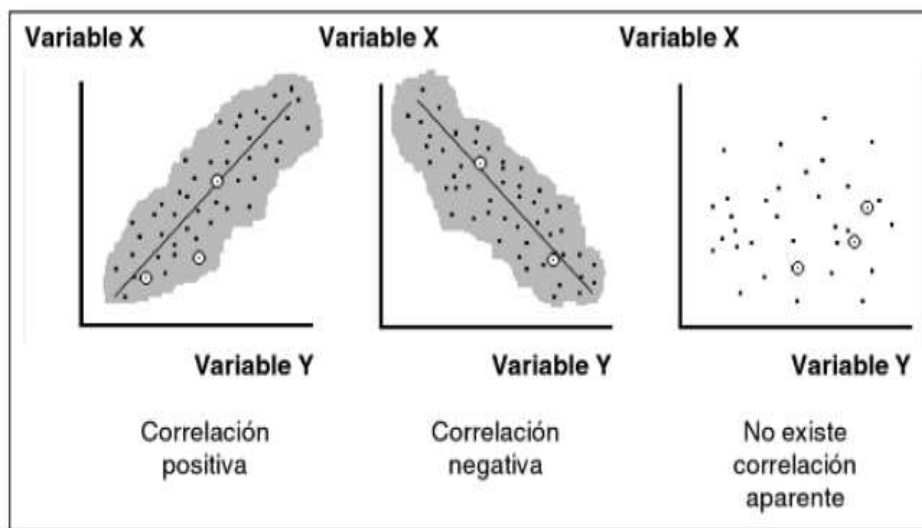 Variable X
Variable X
Variable X
Variable Y
Variable Y
Variable Y
Correlación
positiva
Correlación
negativa
No existe
correlación
aparente